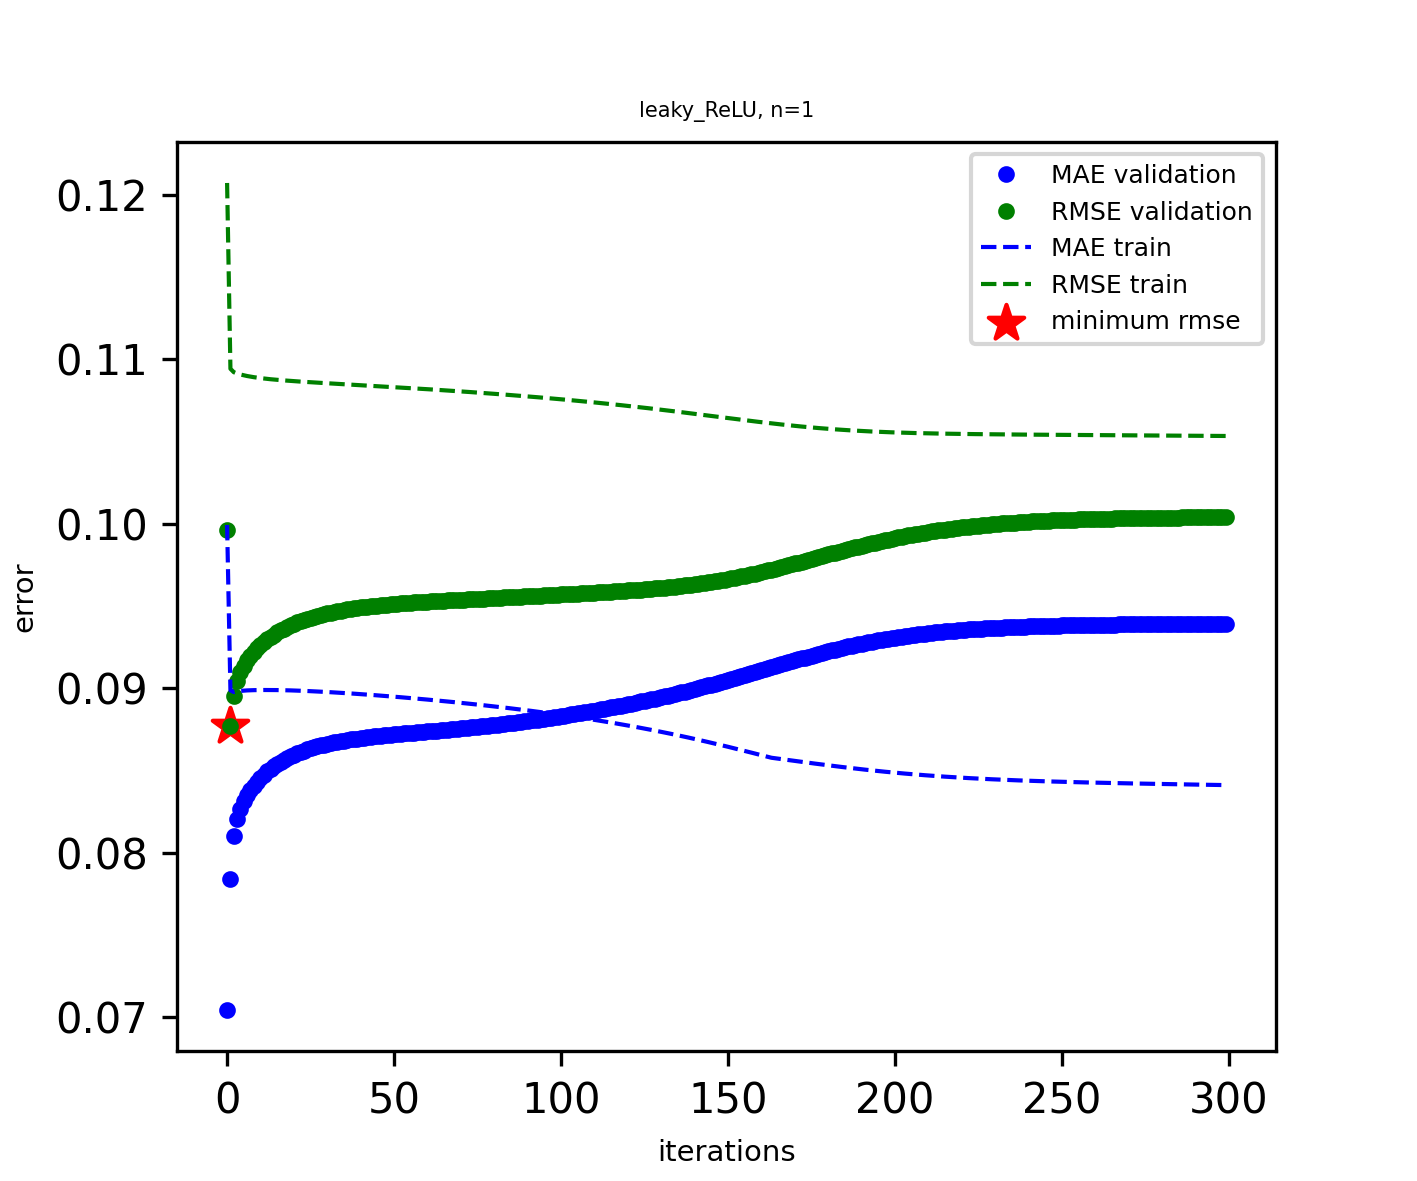 leaky_ReLU, n=1
MAE validation
RMSE validation
MAE train
RMSE train
minimum rmse
0.12
0.11
0.10
0.09
0.08
0.07
error
0 50 100 150 200 250 300
iterations